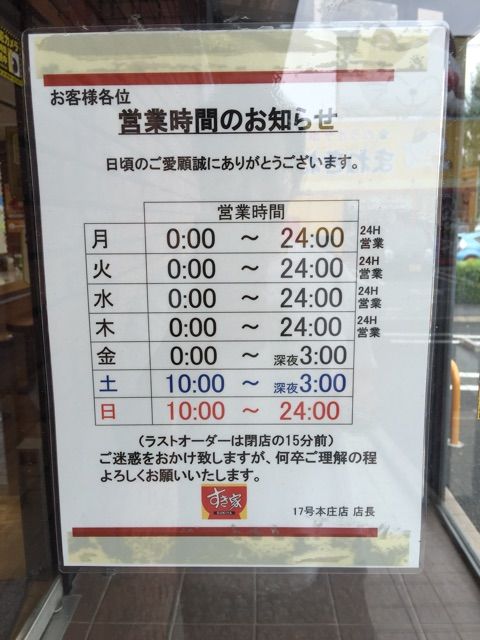 お客様各位
営業時間のお知らせ
日頃のご愛顧誠にありがとうございます。
営業時間
月 0:00 ～ 24:00 24H営業
火 0:00 ～ 24:00 24H営業
水 0:00 ～ 24:00 24H営業
木 0:00 ～ 24:00 24H営業
金 0:00 ～ 深夜3:00
土 10:00 ～ 深夜3:00
日 10:00 ～ 24:00
（ラストオーダーは閉店の15分前）
ご迷惑をおかけ致しますが、何卒ご理解の程
よろしくお願いいたします。
すき家
SUKIYA
17号本庄店 店長